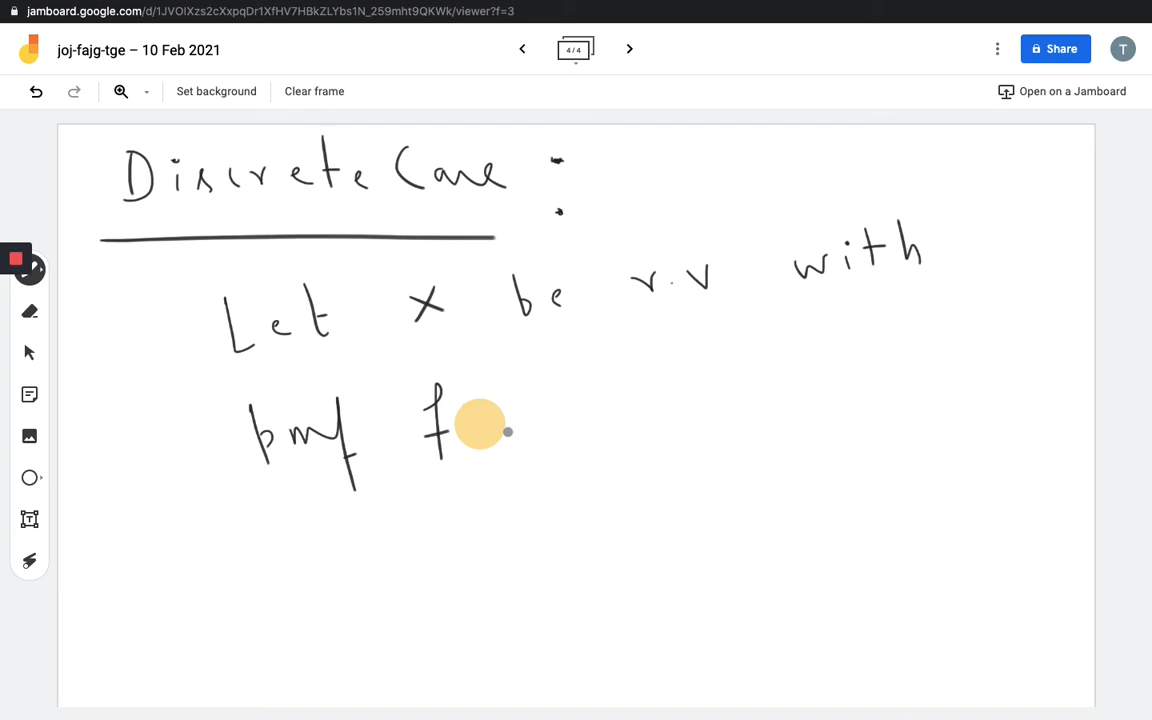 jamboard.google.com/d/1JVOIXzs2cXxpqDr1XfHV7HBkZLYbs1N_259mht9QKWk/viewer?f=3
joj-fajg-tge – 10 Feb 2021
4/4
Share
T
Set background
Clear frame
Open on a Jamboard
Discrete Case :
Let X be r.v with
pmf f